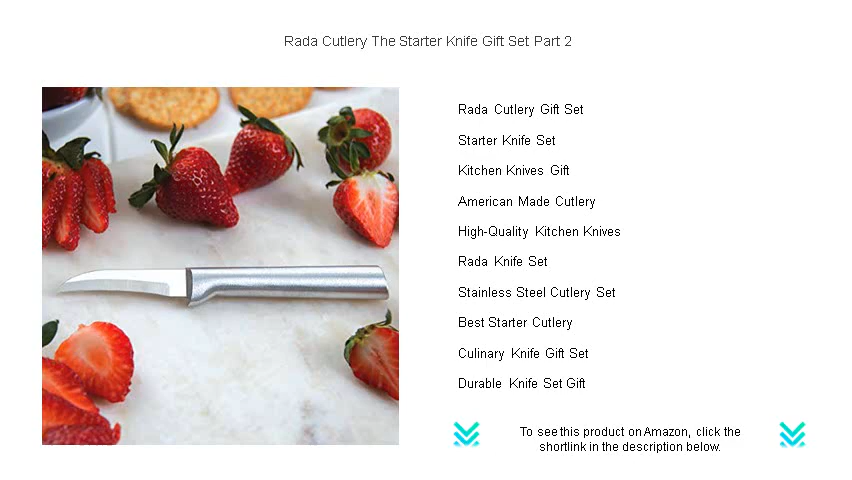 Rada Cutlery The Starter Knife Gift Set Part 2
Rada Cutlery Gift Set
Starter Knife Set
Kitchen Knives Gift
American Made Cutlery
High-Quality Kitchen Knives
Rada Knife Set
Stainless Steel Cutlery Set
Best Starter Cutlery
Culinary Knife Gift Set
Durable Knife Set Gift
To see this product on Amazon, click the
shortlink in the description below.